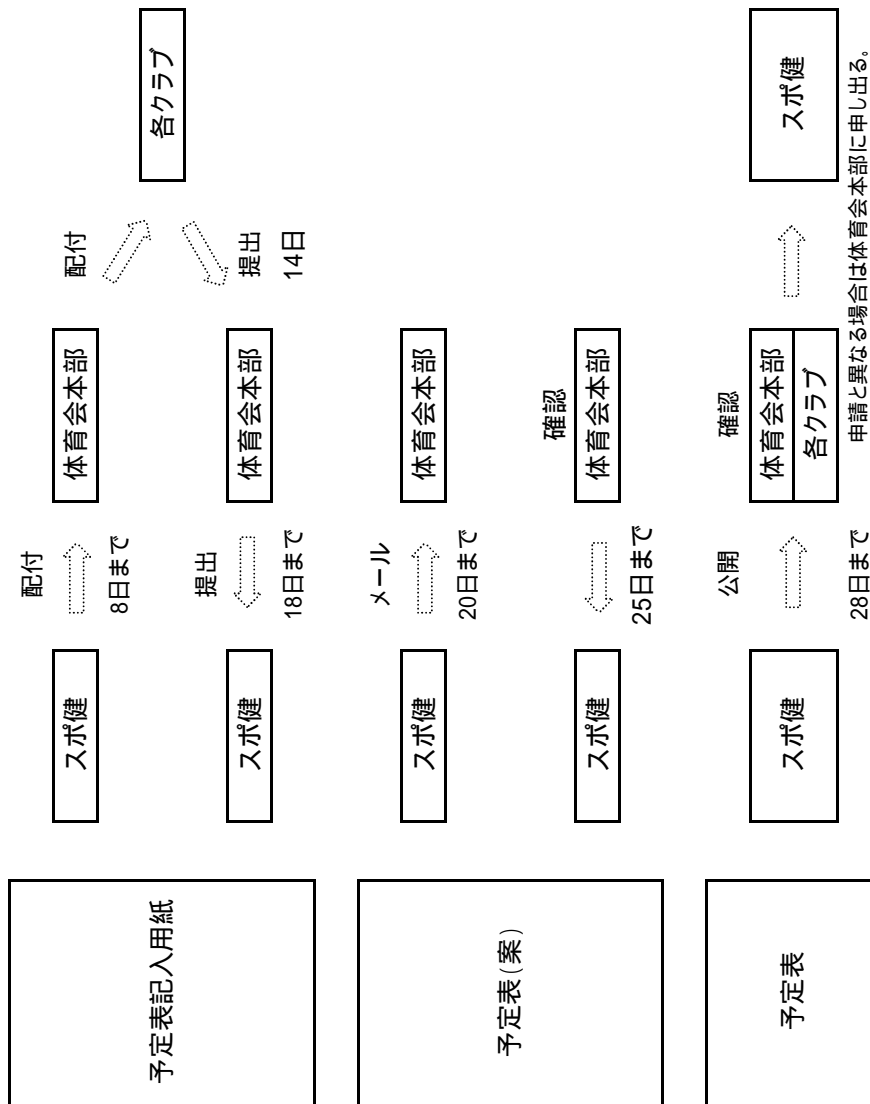 予定表記入用紙
スポ健
配付
8日まで
体育会本部
配付
各クラブ
提出
14日
スポ健
提出
18日まで
体育会本部
予定表(案)
スポ健
メール
20日まで
体育会本部
スポ健
25日まで
確認
体育会本部
予定表
スポ健
公開
28日まで
確認
体育会本部
各クラブ
スポ健
申請と異なる場合は体育会本部に申し出る。